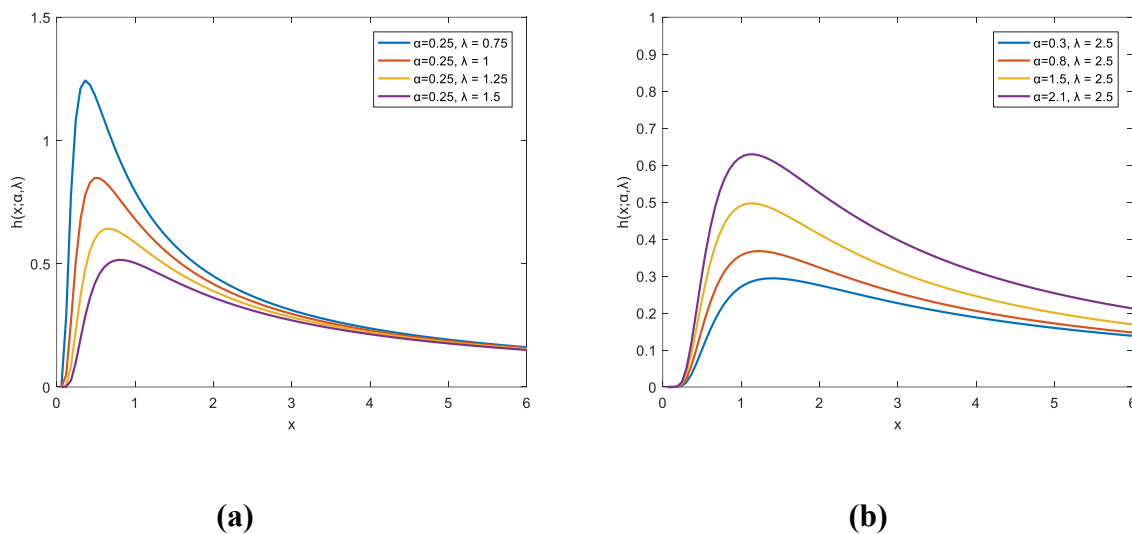 1.5
1
0.5
0
0
1
2
3
4
5
6
h(x;α,λ)
x
α=0.25, λ = 0.75
α=0.25, λ = 1
α=0.25, λ = 1.25
α=0.25, λ = 1.5
(a)
1
0.9
0.8
0.7
0.6
0.5
0.4
0.3
0.2
0.1
0
0
1
2
3
4
5
6
h(x;α,λ)
x
α=0.3, λ = 2.5
α=0.8, λ = 2.5
α=1.5, λ = 2.5
α=2.1, λ = 2.5
(b)